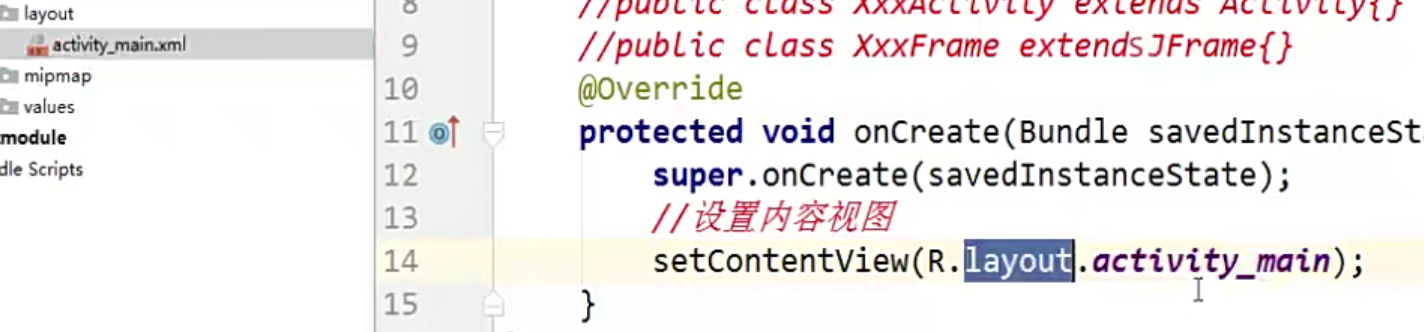 layout
activity_main.xml
mipmap
values
module
dle Scripts
8 //public class XxxActivity extends Activity{}
9 //public class XxxFrame extendsJFrame{}
10 @Override
11 protected void onCreate(Bundle savedInstanceSt
12 super.onCreate(savedInstanceState);
13 //设置内容视图
14 setContentView(R.layout.activity_main);
15 }